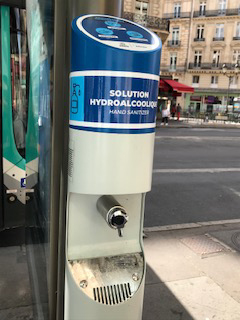 SOLUTION
HYDROALCOOLIQUE
HAND SANITIZER